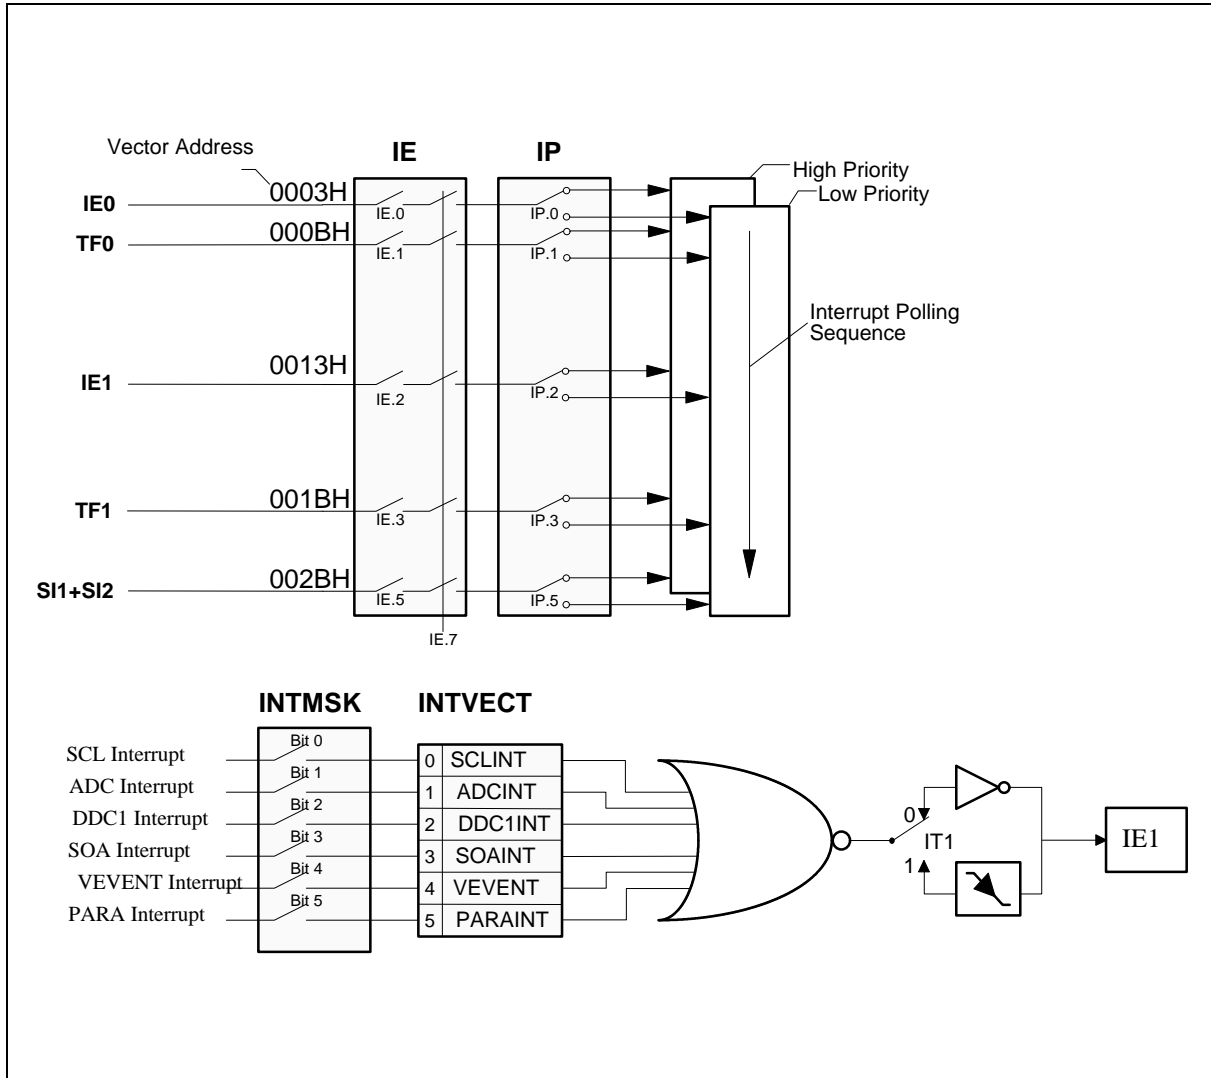 Vector Address
IE
IP
High Priority
Low Priority
IE0
0003H
IE.0
IP.0
TF0
000BH
IE.1
IP.1
Interrupt Polling
Sequence
IE1
0013H
IE.2
IP.2
TF1
001BH
IE.3
IP.3
SI1+SI2
002BH
IE.5
IP.5
IE.7
INTMSK
INTVECT
SCL Interrupt
Bit 0
0 SCLINT
ADC Interrupt
Bit 1
1 ADCINT
DDC1 Interrupt
Bit 2
2 DDC1INT
SOA Interrupt
Bit 3
3 SOAINT
VEVENT Interrupt
Bit 4
4 VEVENT
PARA Interrupt
Bit 5
5 PARAINT
0
IT1
1
IE1